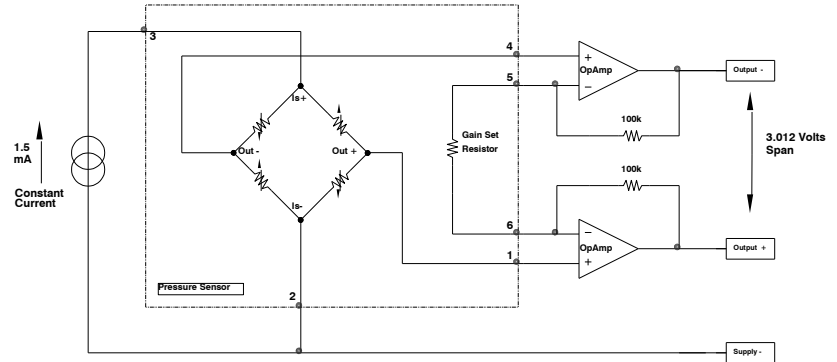 3
4
+
OpAmp
−
5
Output -
Is+
100k
Gain Set
Resistor
1.5
mA
Out -
Out +
3.012 Volts
Span
Constant
Current
100k
Is-
6
−
OpAmp
+
Output +
1
Pressure Sensor
2
Supply -